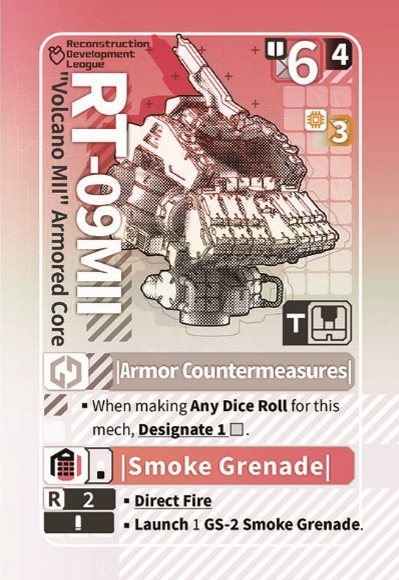 Reconstruction
Development
League
6
4
3
RT-09MII
"Volcano MII" Armored Core
T
|Armor Countermeasures|
▪ When making Any Dice Roll for this
mech, Designate 1 □.
|Smoke Grenade|
R 2
▪ Direct Fire
▪ Launch 1 GS-2 Smoke Grenade.